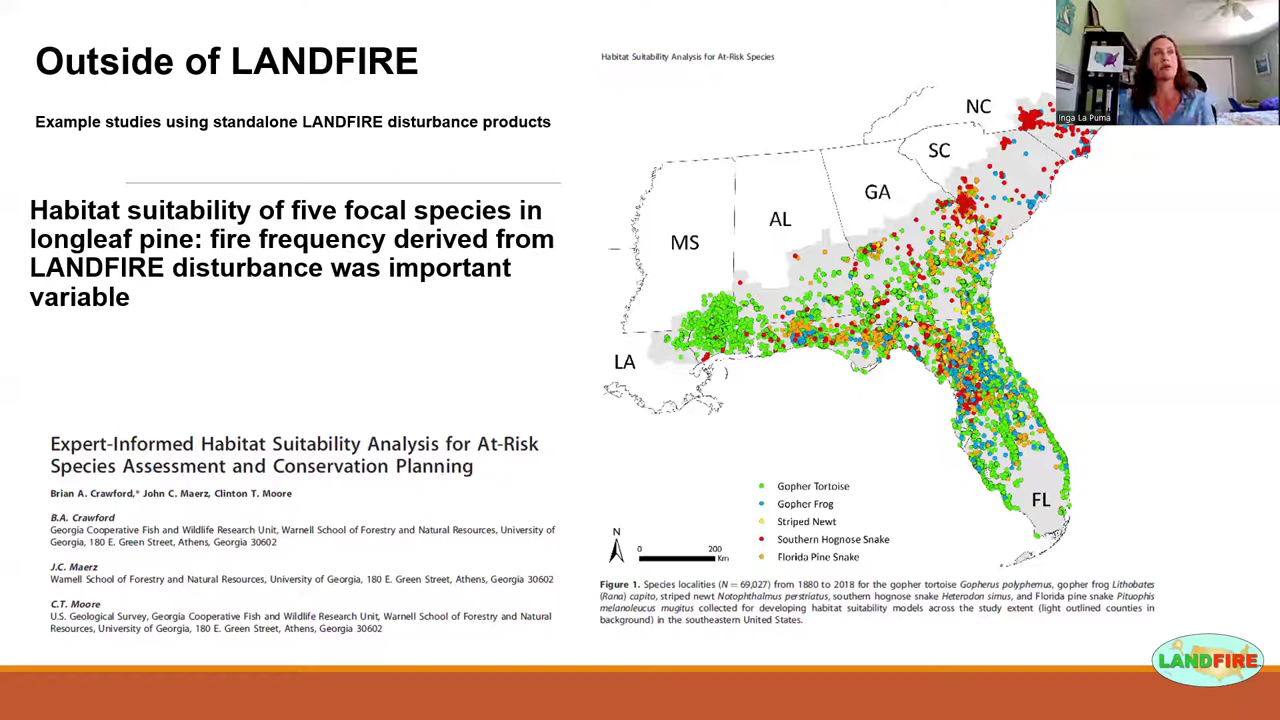 Outside of LANDFIRE
Example studies using standalone LANDFIRE disturbance products
Habitat suitability of five focal species in
longleaf pine: fire frequency derived from
LANDFIRE disturbance was important
variable
Expert-Informed Habitat Suitability Analysis for At-Risk
Species Assessment and Conservation Planning
Brian A. Crawford,* John C. Maerz, Clinton T. Moore
B.A. Crawford
Georgia Cooperative Fish and Wildlife Research Unit, Warnell School of Forestry and Natural Resources, University of
Georgia, 180 E. Green Street, Athens, Georgia 30602
J.C. Maerz
Warnell School of Forestry and Natural Resources, University of Georgia, 180 E. Green Street, Athens, Georgia 30602
C.T. Moore
U.S. Geological Survey, Georgia Cooperative Fish and Wildlife Research Unit, Warnell School of Forestry and Natural
Resources, University of Georgia, 180 E. Green Street, Athens, Georgia 30602
Habitat Suitability Analysis for At-Risk Species
NC
SC
GA
AL
MS
LA
FL
Gopher Tortoise
Gopher Frog
Striped Newt
Southern Hognose Snake
Florida Pine Snake
N
0 200
Km
Figure 1. Species localities (N = 69,027) from 1880 to 2018 for the gopher tortoise Gopherus polyphemus, gopher frog Lithobates
(Rana) capito, striped newt Notophthalmus perstriatus, southern hognose snake Heterodon simus, and Florida pine snake Pituophis
melanoleucus mugitus collected for developing habitat suitability models across the study extent (light outlined counties in
background) in the southeastern United States.
Inga La Puma
LANDFIRE